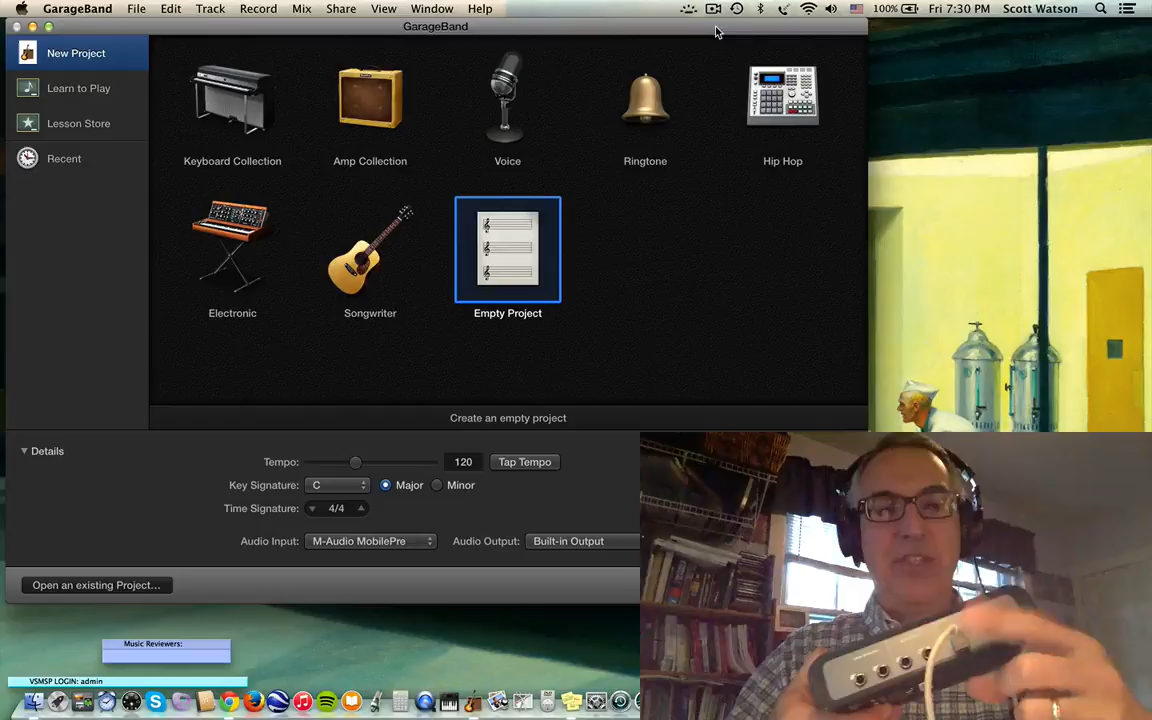 GarageBand File Edit Track Record Mix Share View Window Help 100% Fri 7:30 PM Scott Watson
GarageBand
New Project
Learn to Play
Lesson Store
Recent
Keyboard Collection Amp Collection Voice Ringtone Hip Hop
Electronic Songwriter Empty Project
Create an empty project
Details
Tempo: 120 Tap Tempo
Key Signature: C Major Minor
Time Signature: 4/4
Audio Input: M-Audio MobilePre Audio Output: Built-in Output
Open an existing Project...
Music Reviewers:
VSMSP LOGIN: admin